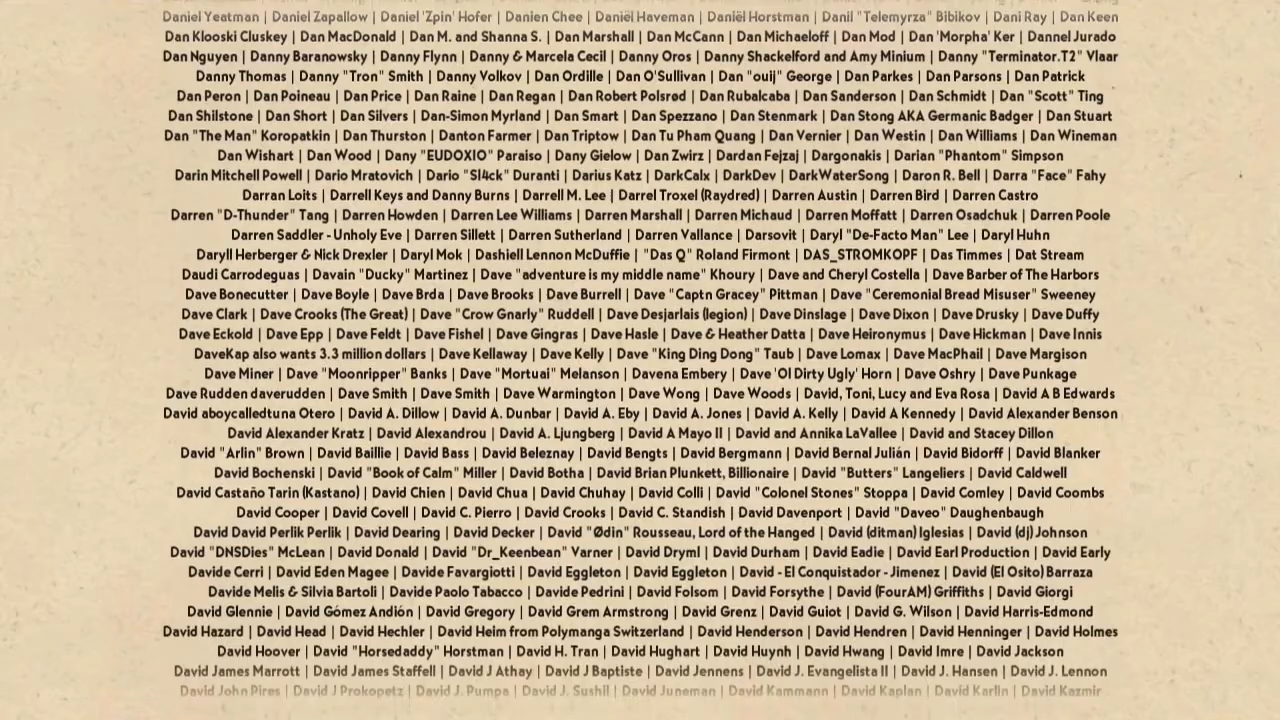 Daniel Yeatman | Daniel Zapallow | Daniel 'Zpin' Hofer | Danien Chee | Daniël Haveman | Daniël Horstman | Danil "Telemyrza" Bibikov | Dani Ray | Dan Keen
Dan Klooski Cluskey | Dan MacDonald | Dan M. and Shanna S. | Dan Marshall | Dan McCann | Dan Michaeloff | Dan Mod | Dan 'Morpha' Ker | Dannel Jurado
Dan Nguyen | Danny Baranowsky | Danny Flynn | Danny & Marcela Cecil | Danny Oros | Danny Shackelford and Amy Minium | Danny "Terminator.T2" Vlaar
Danny Thomas | Danny "Tron" Smith | Danny Volkov | Dan Ordille | Dan O'Sullivan | Dan "ouij" George | Dan Parkes | Dan Parsons | Dan Patrick
Dan Peron | Dan Poineau | Dan Price | Dan Raine | Dan Regan | Dan Robert Polsrød | Dan Rubalcaba | Dan Sanderson | Dan Schmidt | Dan "Scott" Ting
Dan Shilstone | Dan Short | Dan Silvers | Dan-Simon Myrland | Dan Smart | Dan Spezzano | Dan Stenmark | Dan Stong AKA Germanic Badger | Dan Stuart
Dan "The Man" Koropatkin | Dan Thurston | Danton Farmer | Dan Triptow | Dan Tu Pham Quang | Dan Vernier | Dan Westin | Dan Williams | Dan Wineman
Dan Wishart | Dan Wood | Dany "EUDOXIO" Paraiso | Dany Gielow | Dan Zwirz | Dardan Fejzaj | Dargonakis | Darian "Phantom" Simpson
Darin Mitchell Powell | Dario Mratovich | Dario "Sl4ck" Duranti | Darius Katz | DarkCalx | DarkDev | DarkWaterSong | Daron R. Bell | Darra "Face" Fahy
Darran Loits | Darrell Keys and Danny Burns | Darrell M. Lee | Darrel Troxel (Raydred) | Darren Austin | Darren Bird | Darren Castro
Darren "D-Thunder" Tang | Darren Howden | Darren Lee Williams | Darren Marshall | Darren Michaud | Darren Moffatt | Darren Osadchuk | Darren Poole
Darren Saddler - Unholy Eve | Darren Sillett | Darren Sutherland | Darren Vallance | Darsovit | Daryl "De-Facto Man" Lee | Daryl Huhn
Daryll Herberger & Nick Drexler | Daryl Mok | Dashiell Lennon McDuffie | "Das Q" Roland Firmont | DAS_STROMKOPF | Das Timmes | Dat Stream
Daudi Carrodeguas | Davain "Ducky" Martinez | Dave "adventure is my middle name" Khoury | Dave and Cheryl Costella | Dave Barber of The Harbors
Dave Bonecutter | Dave Boyle | Dave Brda | Dave Brooks | Dave Burrell | Dave "Captn Gracey" Pittman | Dave "Ceremonial Bread Misuser" Sweeney
Dave Clark | Dave Crooks (The Great) | Dave "Crow Gnarly" Ruddell | Dave Desjarlais (legion) | Dave Dinslage | Dave Dixon | Dave Drusky | Dave Duffy
Dave Eckold | Dave Epp | Dave Feldt | Dave Fishel | Dave Gingras | Dave Hasle | Dave & Heather Datta | Dave Heironymus | Dave Hickman | Dave Innis
DaveKap also wants 3.3 million dollars | Dave Kellaway | Dave Kelly | Dave "King Ding Dong" Taub | Dave Lomax | Dave MacPhail | Dave Margison
Dave Miner | Dave "Moonripper" Banks | Dave "Mortuai" Melanson | Davena Embery | Dave 'Ol Dirty Ugly' Horn | Dave Oshry | Dave Punkage
Dave Rudden daverudden | Dave Smith | Dave Smith | Dave Warmington | Dave Wong | Dave Woods | David, Toni, Lucy and Eva Rosa | David A B Edwards
David aboycalledtuna Otero | David A. Dillow | David A. Dunbar | David A. Eby | David A. Jones | David A. Kelly | David A Kennedy | David Alexander Benson
David Alexander Kratz | David Alexandrou | David A. Ljungberg | David A Mayo II | David and Annika LaVallee | David and Stacey Dillon
David "Arlin" Brown | David Baillie | David Bass | David Beleznay | David Bengts | David Bergmann | David Bernal Julián | David Bidorff | David Blanker
David Bochenski | David "Book of Calm" Miller | David Botha | David Brian Plunkett, Billionaire | David "Butters" Langeliers | David Caldwell
David Castaño Tarin (Kastano) | David Chien | David Chua | David Chuhay | David Colli | David "Colonel Stones" Stoppa | David Comley | David Coombs
David Cooper | David Covell | David C. Pierro | David Crooks | David C. Standish | David Davenport | David "Daveo" Daughenbaugh
David David Perlik Perlik | David Dearing | David Decker | David "Ødin" Rousseau, Lord of the Hanged | David (ditman) Iglesias | David (dj) Johnson
David "DNSDies" McLean | David Donald | David "Dr_Keenbean" Varner | David Dryml | David Durham | David Eadie | David Earl Production | David Early
Davide Cerri | David Eden Magee | Davide Favargiotti | David Eggleton | David Eggleton | David - El Conquistador - Jimenez | David (El Osito) Barraza
Davide Melis & Silvia Bartoli | Davide Paolo Tabacco | Davide Pedrini | David Folsom | David Forsythe | David (FourAM) Griffiths | David Giorgi
David Glennie | David Gómez Andión | David Gregory | David Grem Armstrong | David Grenz | David Guiot | David G. Wilson | David Harris-Edmond
David Hazard | David Head | David Hechler | David Heim from Polymanga Switzerland | David Henderson | David Hendren | David Henninger | David Holmes
David Hoover | David "Horsedaddy" Horstman | David H. Tran | David Hughart | David Huynh | David Hwang | David Imre | David Jackson
David James Marrott | David James Staffell | David J Athay | David J Baptiste | David Jennens | David J. Evangelista II | David J. Hansen | David J. Lennon
David John Pires | David J Prokopetz | David J. Pumpa | David J. Sushil | David Juneman | David Kammann | David Kaplan | David Karlin | David Kazmir